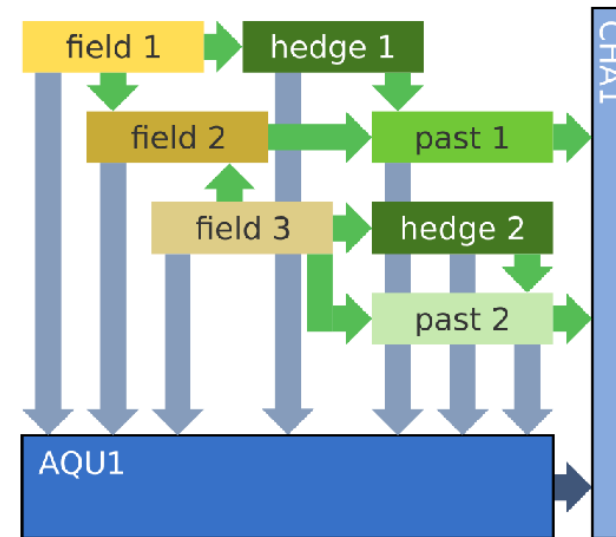 field 1
hedge 1
field 2
past 1
field 3
hedge 2
past 2
AQU1
CHA1